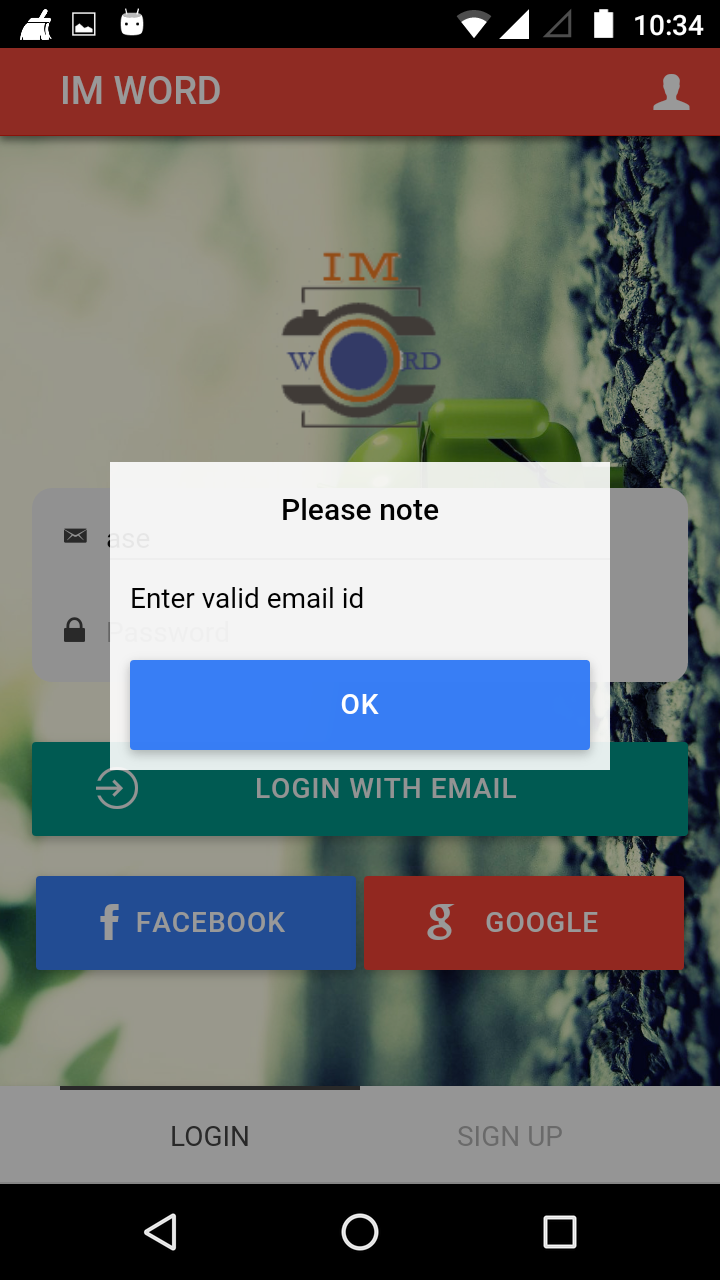 10:34
IM WORD
IM
W RD
Please note
ase
Enter valid email id
Password
OK
LOGIN WITH EMAIL
f FACEBOOK
g GOOGLE
LOGIN SIGN UP